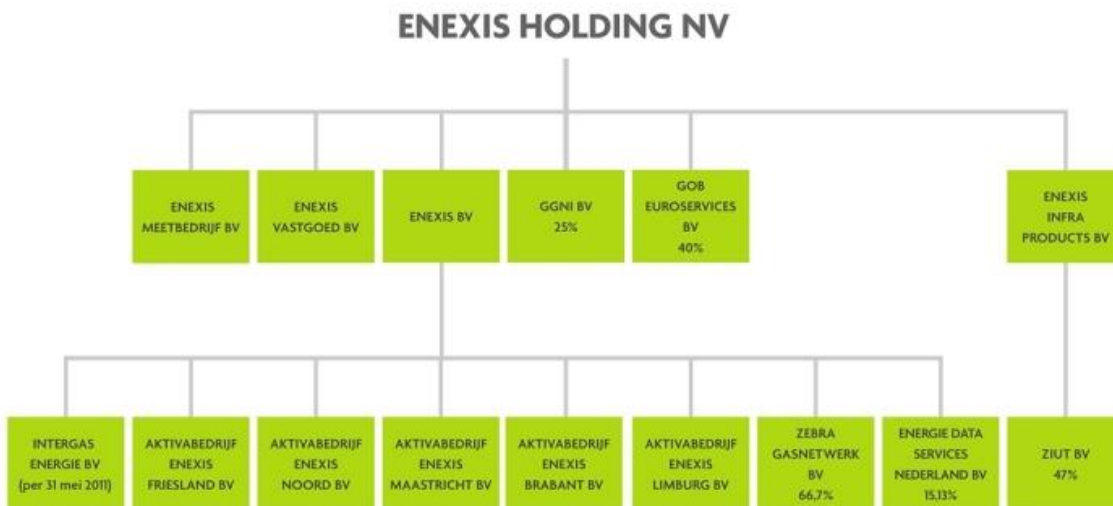 ENEXIS HOLDING NV
ENEXIS
MEETBEDRIJF BV
ENEXIS
VASTGOED BV
ENEXIS BV
GGNI BV
25%
GOB
EUROSERVICES
BV
40%
ENEXIS
INFRA
PRODUCTS BV
INTERGAS
ENERGIE BV
(per 31 mei 2011)
AKTIVABEDRIJF
ENEXIS
FRIESLAND BV
AKTIVABEDRIJF
ENEXIS
NOORD BV
AKTIVABEDRIJF
ENEXIS
MAASTRICHT BV
AKTIVABEDRIJF
ENEXIS
BRABANT BV
AKTIVABEDRIJF
ENEXIS
LIMBURG BV
ZEBRA
GASNETWERK
BV
66,7%
ENERGIE DATA
SERVICES
NEDERLAND BV
15,13%
ZIUT BV
47%